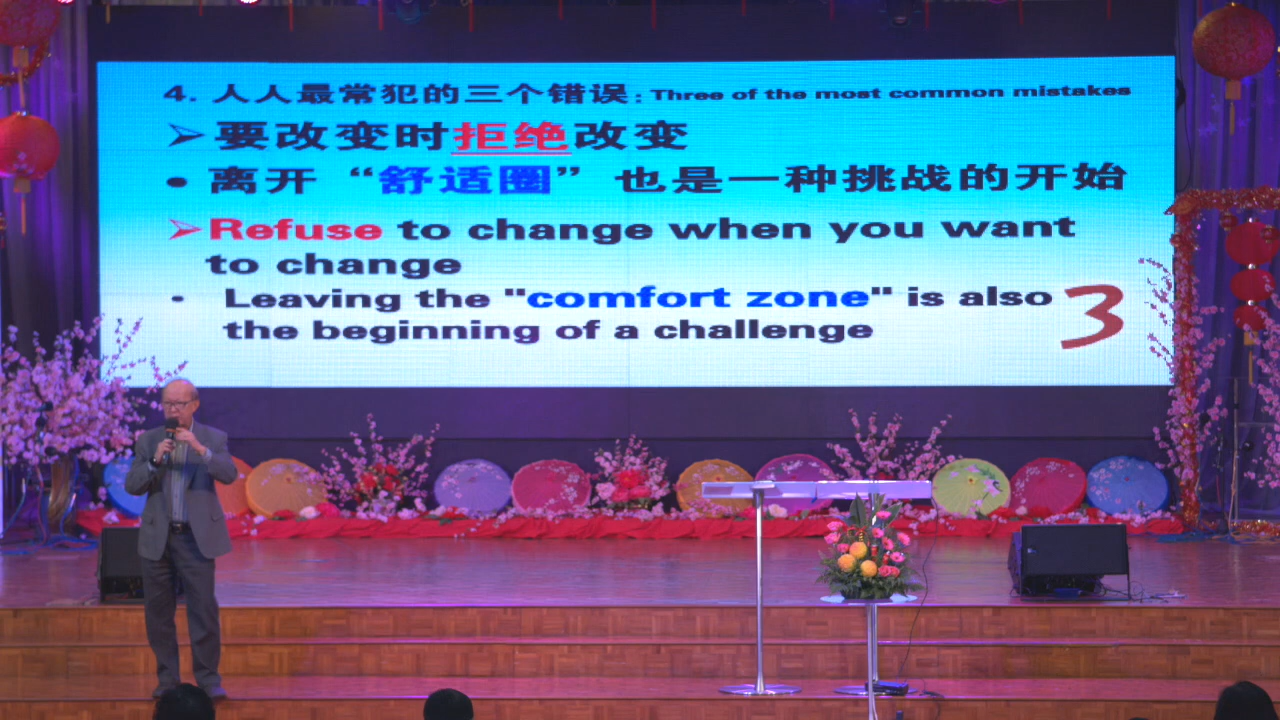 4. 人人最常犯的三个错误: Three of the most common mistakes
➢要改变时拒绝改变
• 离开“舒适圈”也是一种挑战的开始
➢Refuse to change when you want
to change
• Leaving the "comfort zone" is also
the beginning of a challenge
3